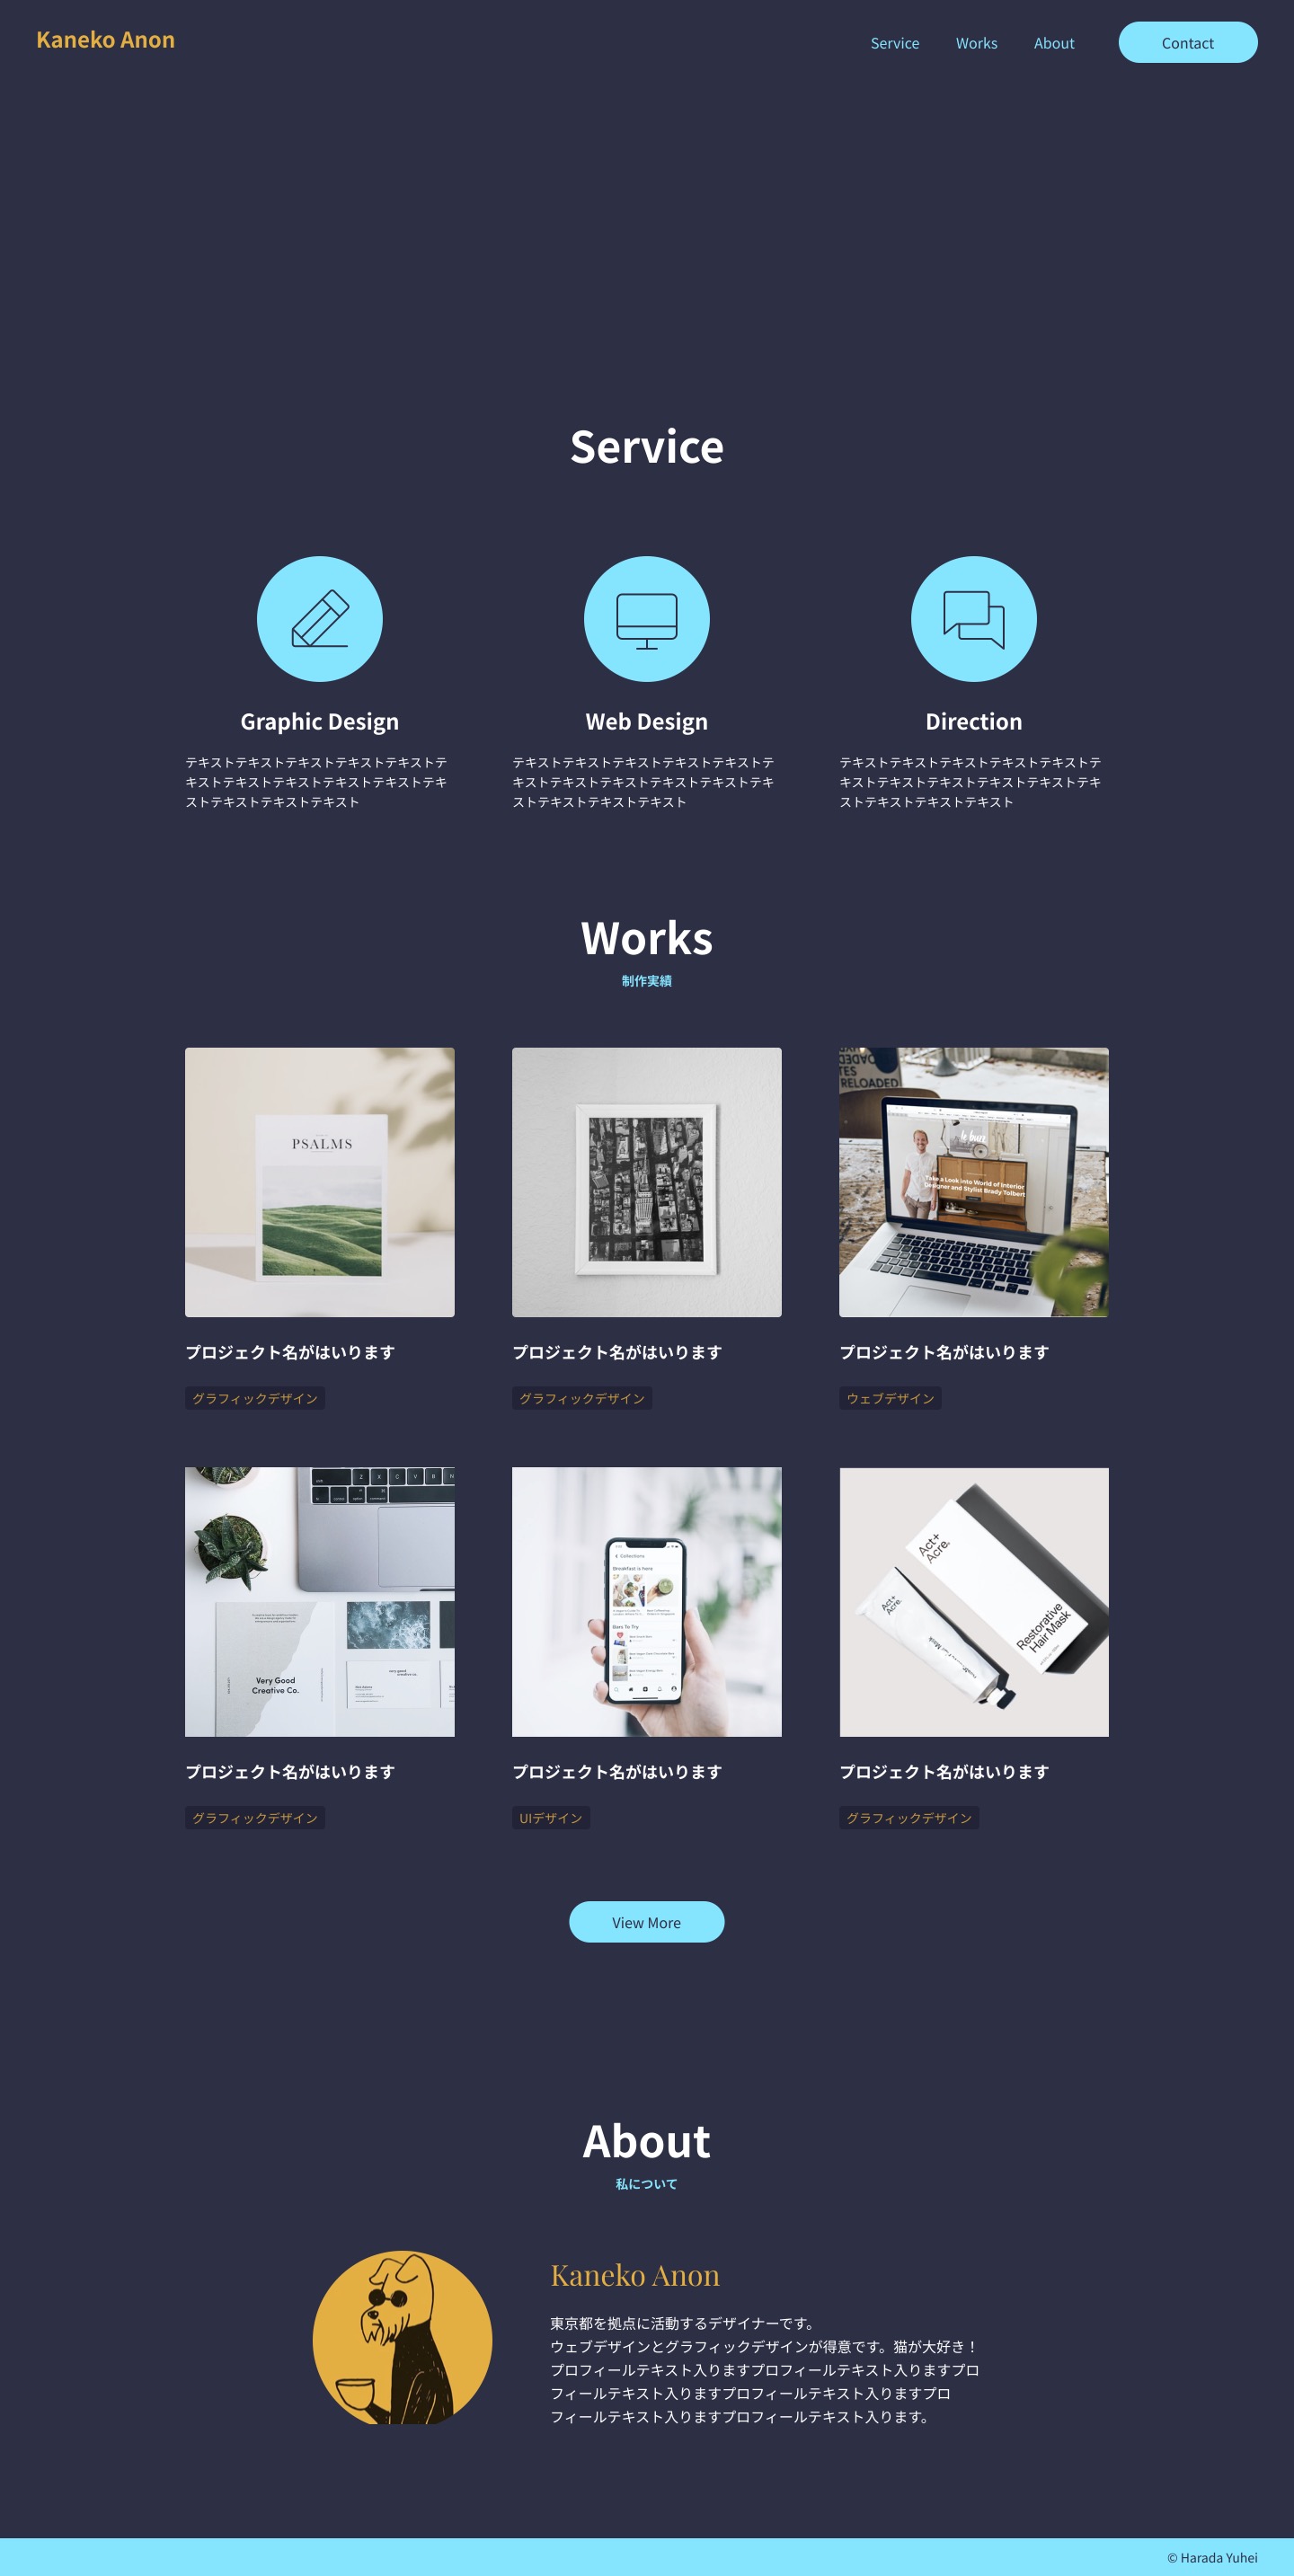 Kaneko Anon
Service
Works
About
Contact
Service
Graphic Design
テキストテキストテキストテキストテキストテ
キストテキストテキストテキストテキストテキ
ストテキストテキストテキスト
Web Design
テキストテキストテキストテキストテキストテ
キストテキストテキストテキストテキストテキ
ストテキストテキストテキスト
Direction
テキストテキストテキストテキストテキストテ
キストテキストテキストテキストテキストテキ
ストテキストテキストテキスト
Works
制作実績
PSALMS
RELOADED
Take a Look into World of Interior
Designer and Stylist Brady Tolbert
プロジェクト名がはいります
グラフィックデザイン
プロジェクト名がはいります
グラフィックデザイン
プロジェクト名がはいります
ウェブデザイン
Very Good
Creative Co.
Collections
Breakfast is here
Bars To Try
Act+
Acre.
Act+
Acre.
Restorative
Hair Mask
プロジェクト名がはいります
グラフィックデザイン
プロジェクト名がはいります
UIデザイン
プロジェクト名がはいります
グラフィックデザイン
View More
About
私について
Kaneko Anon
東京都を拠点に活動するデザイナーです。
ウェブデザインとグラフィックデザインが得意です。猫が大好き！
プロフィールテキスト入りますプロフィールテキスト入りますプロ
フィールテキスト入りますプロフィールテキスト入りますプロ
フィールテキスト入りますプロフィールテキスト入ります。
© Harada Yuhei